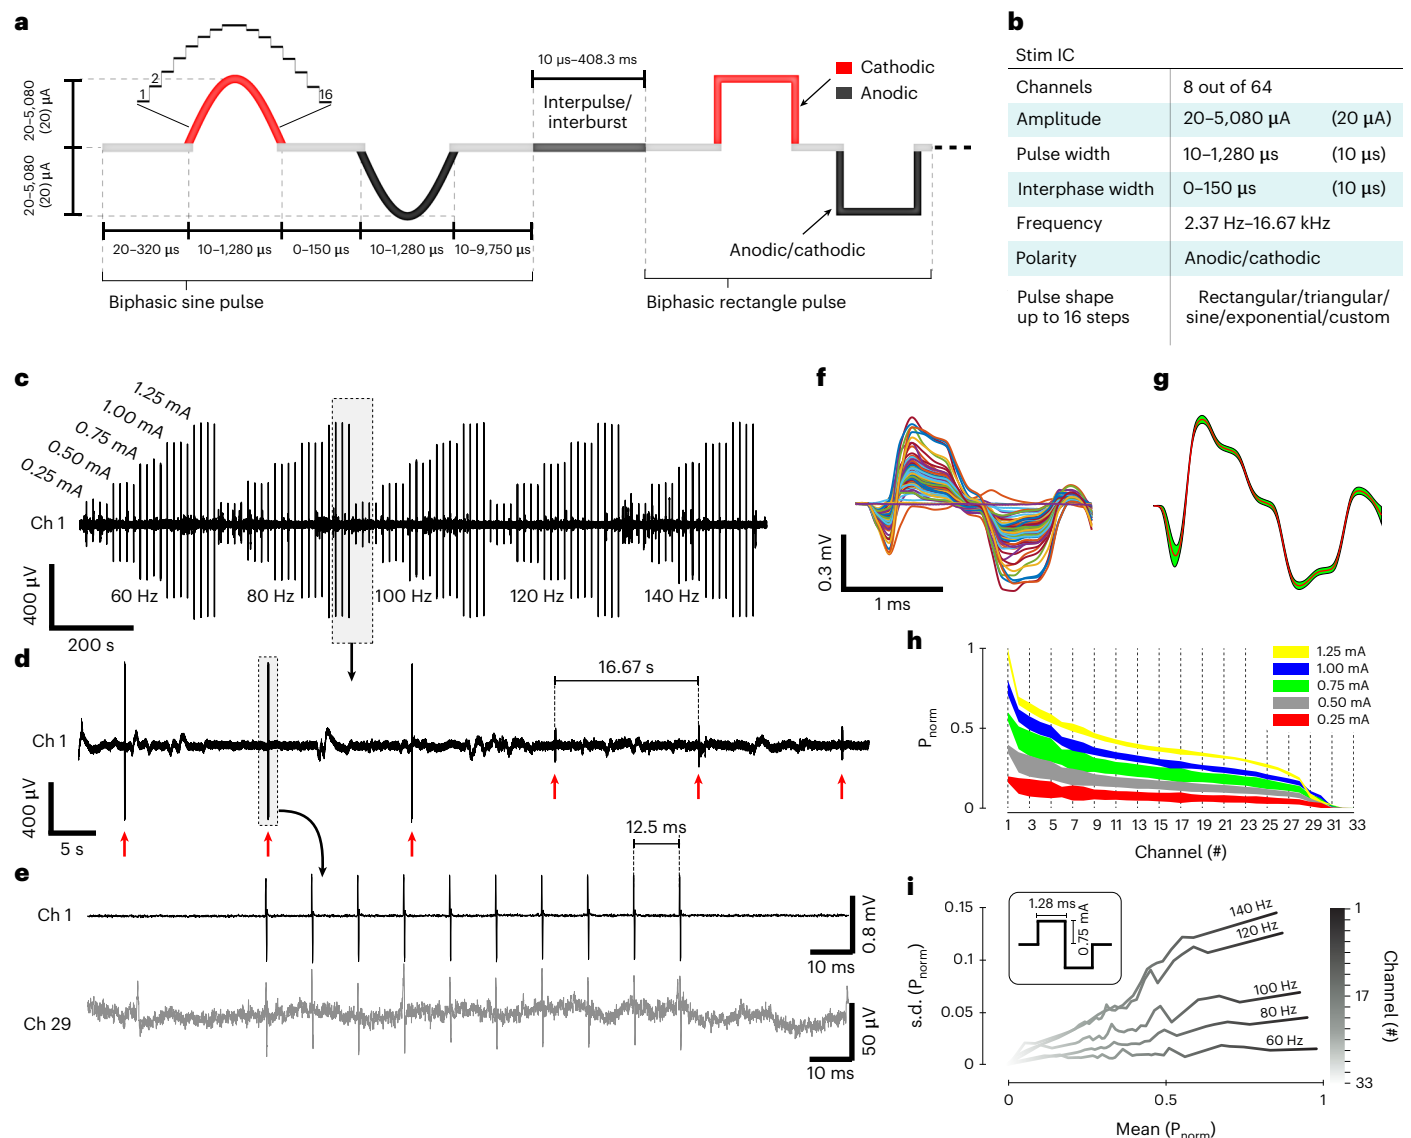 a
1
2
16
20–5,080
(20) µA
20–5,080
(20) µA
10 µs–408.3 ms
Interpulse/
interburst
Cathodic
Anodic
Anodic/cathodic
20–320 µs
10–1,280 µs
0–150 µs
10–1,280 µs
10–9,750 µs
Biphasic sine pulse
Biphasic rectangle pulse
b
Stim IC
Channels 8 out of 64
Amplitude 20–5,080 µA (20 µA)
Pulse width 10–1,280 µs (10 µs)
Interphase width 0–150 µs (10 µs)
Frequency 2.37 Hz–16.67 kHz
Polarity Anodic/cathodic
Pulse shape Rectangular/triangular/
up to 16 steps sine/exponential/custom
c
1.25 mA
1.00 mA
0.75 mA
0.50 mA
0.25 mA
Ch 1
400 µV
200 s
60 Hz
80 Hz
100 Hz
120 Hz
140 Hz
d
16.67 s
Ch 1
400 µV
5 s
12.5 ms
e
Ch 1
0.8 mV
10 ms
Ch 29
50 µV
10 ms
f
0.3 mV
1 ms
g
h
P norm
1
0.5
0
1.25 mA
1.00 mA
0.75 mA
0.50 mA
0.25 mA
1 3 5 7 9 11 13 15 17 19 21 23 25 27 29 31 33
Channel (#)
i
s.d. (P norm)
0.15
0.1
0.05
0
1.28 ms
0.75 mA
140 Hz
120 Hz
100 Hz
80 Hz
60 Hz
1
17
33
Channel (#)
0 0.5 1
Mean (P norm)